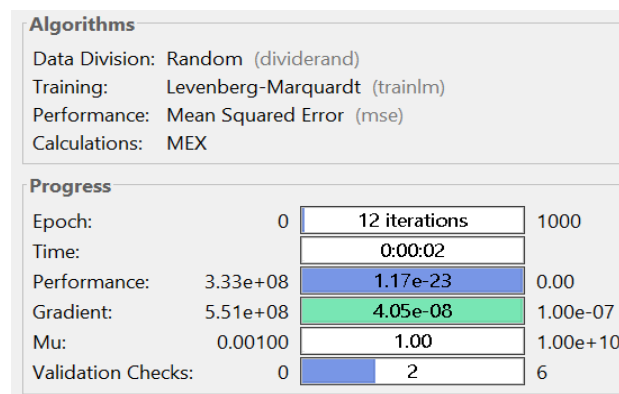 Algorithms
Data Division: Random (dividerand)
Training: Levenberg-Marquardt (trainlm)
Performance: Mean Squared Error (mse)
Calculations: MEX
Progress
Epoch: 0 12 iterations 1000
Time: 0:00:02
Performance: 3.33e+08 1.17e-23 0.00
Gradient: 5.51e+08 4.05e-08 1.00e-07
Mu: 0.00100 1.00 1.00e+10
Validation Checks: 0 2 6